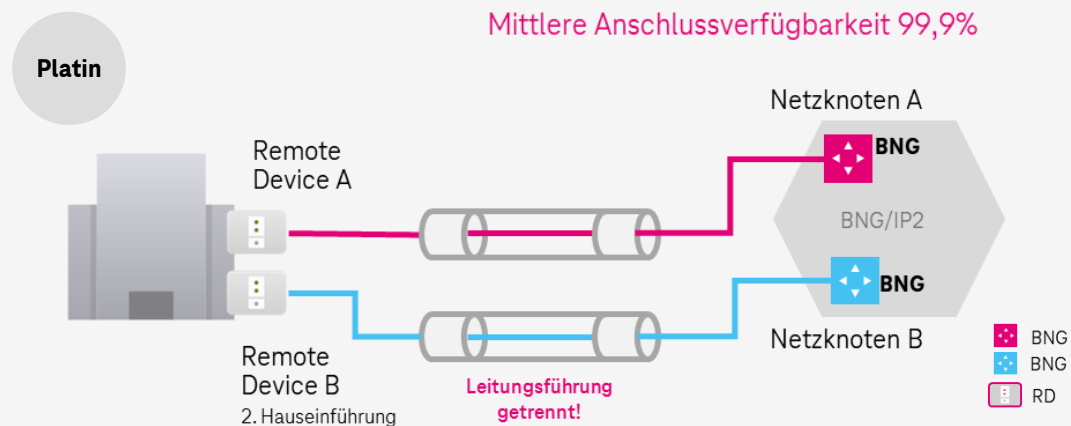 Mittlere Anschlussverfügbarkeit 99,9%
Platin
Netzknoten A
Remote
Device A
BNG
BNG/IP2
BNG
Netzknoten B
Remote
Device B
2. Hauseinführung
Leitungsführung
getrennt!
BNG
BNG
RD